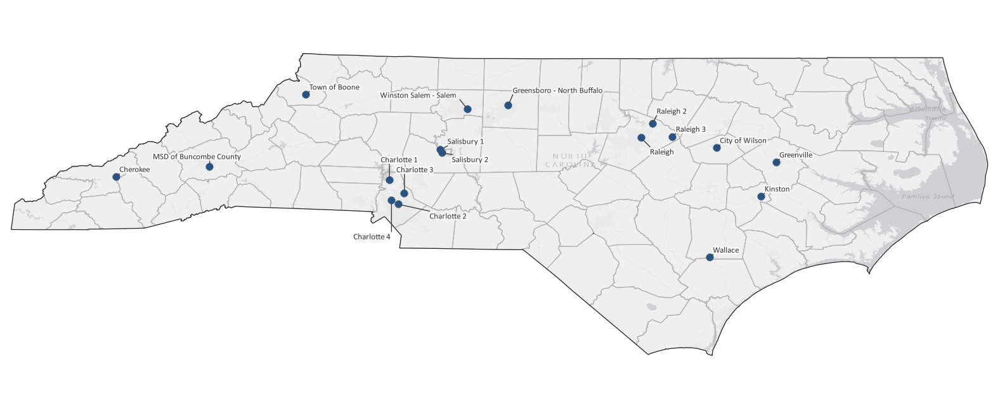 Town of Boone
Greensboro - North Buffalo
Winston Salem - Salem
Albemarle
Sound
Raleigh 2
Raleigh 3
Salisbury 1
City of Wilson
Raleigh
Greenville
MSD of Buncombe County
NORTH
CAROLINA
Salisbury 2
Charlotte 1
Cherokee
Charlotte 3
Kinston
Pamlico Sound
Charlotte 2
Charlotte 4
Wallace